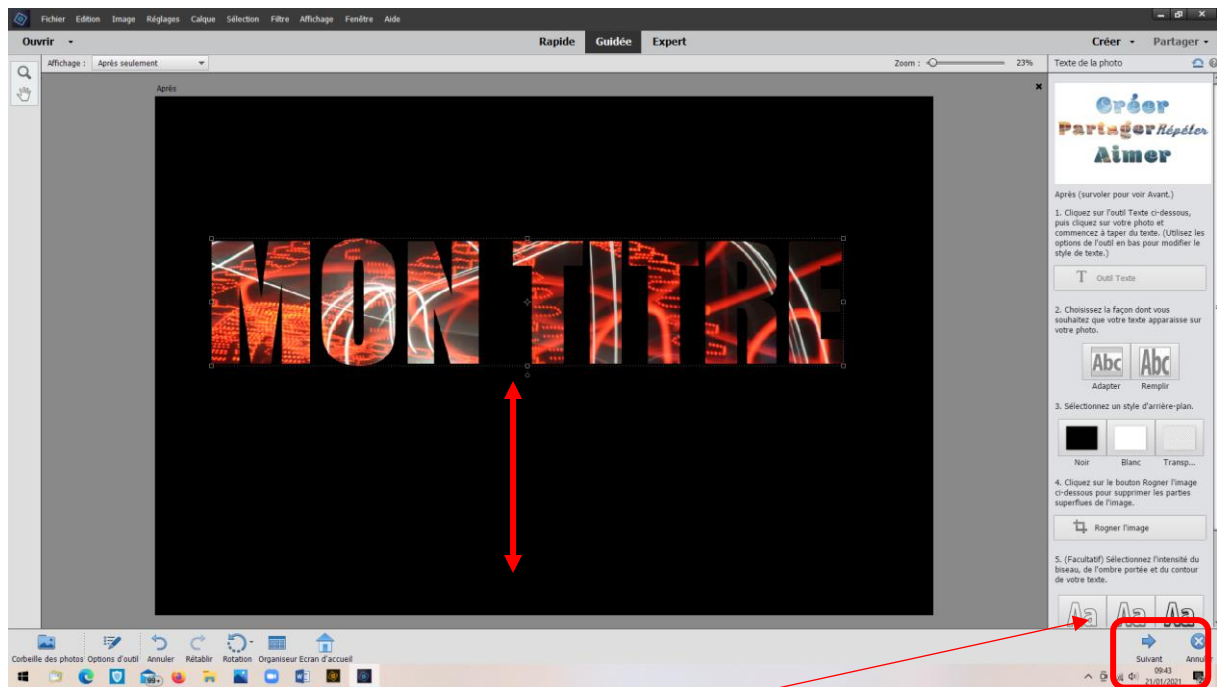 Fichier Edition Image Réglages Calque Sélection Filtre Affichage Fenêtre Aide
Ouvrir
Rapide Guidée Expert
Créer Partager
Affichage : Après seulement
Zoom : 23%
Texte de la photo
Après
MON TITRE
Créer
Partager Répéter
Aimer
Après (survoler pour voir Avant.)
1. Cliquez sur l'outil Texte ci-dessous,
puis cliquez sur votre photo et
commencez à taper du texte. (Utilisez les
options de l'outil en bas pour modifier le
style de texte.)
T Outil Texte
2. Choisissez la façon dont vous
souhaitez que votre texte apparaisse sur
votre photo.
Abc Abc
Adapter Remplir
3. Sélectionnez un style d'arrière-plan.
Noir Blanc Transp...
4. Cliquez sur le bouton Rogner l'image
ci-dessous pour supprimer les parties
superflues de l'image.
Rogner l'image
5. (Facultatif) Sélectionnez l'intensité du
biseau, de l'ombre portée et du contour
de votre texte.
Aa Aa Aa
Corbeille des photos Options d'outil Annuler Rétablir Rotation Organiseur Ecran d'accueil
Suivant Annuler
99+
09:43
21/01/2021